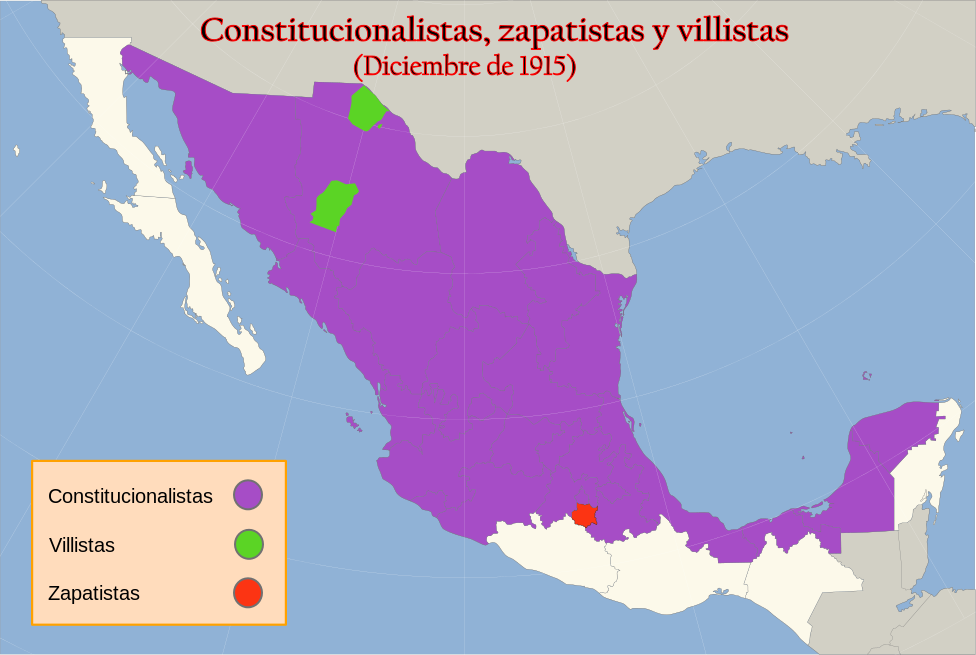 Constitucionalistas, zapatistas y villistas
(Diciembre de 1915)
Constitucionalistas
Villistas
Zapatistas